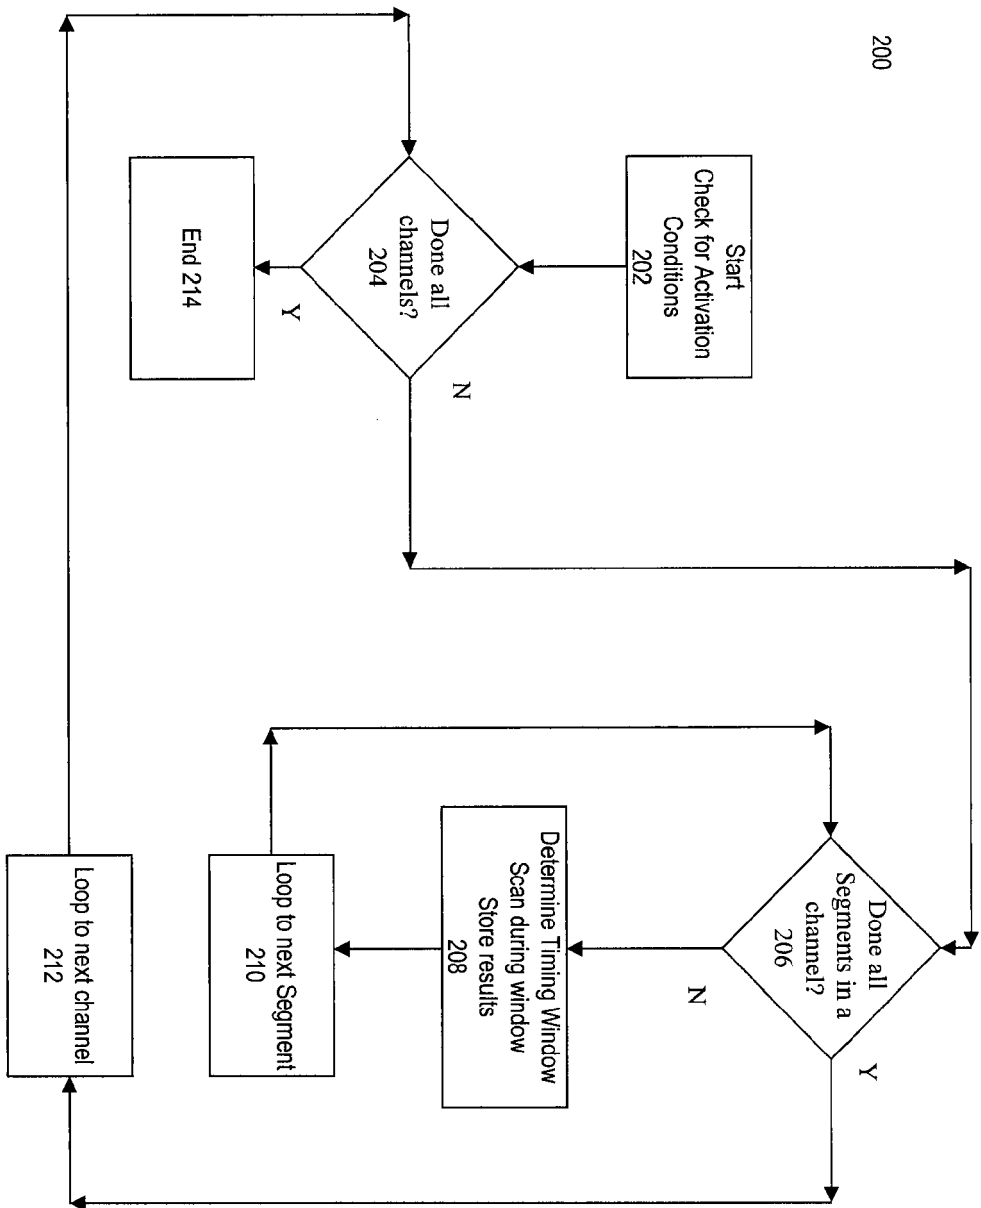 200
Start
Check for Activation
Conditions
202
Done all
channels?
204
N
Y
End 214
Done all
Segments in a
channel?
206
Y
N
Determine Timing Window
Scan during window
Store results
208
Loop to next Segment
210
Loop to next channel
212